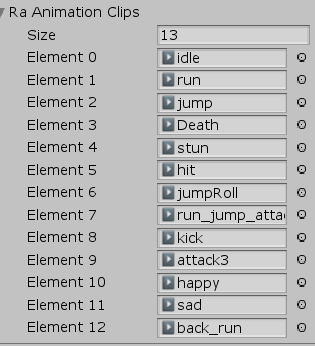 Ra Animation Clips
Size 13
Element 0 idle
Element 1 run
Element 2 jump
Element 3 Death
Element 4 stun
Element 5 hit
Element 6 jumpRoll
Element 7 run_jump_atta
Element 8 kick
Element 9 attack3
Element 10 happy
Element 11 sad
Element 12 back_run